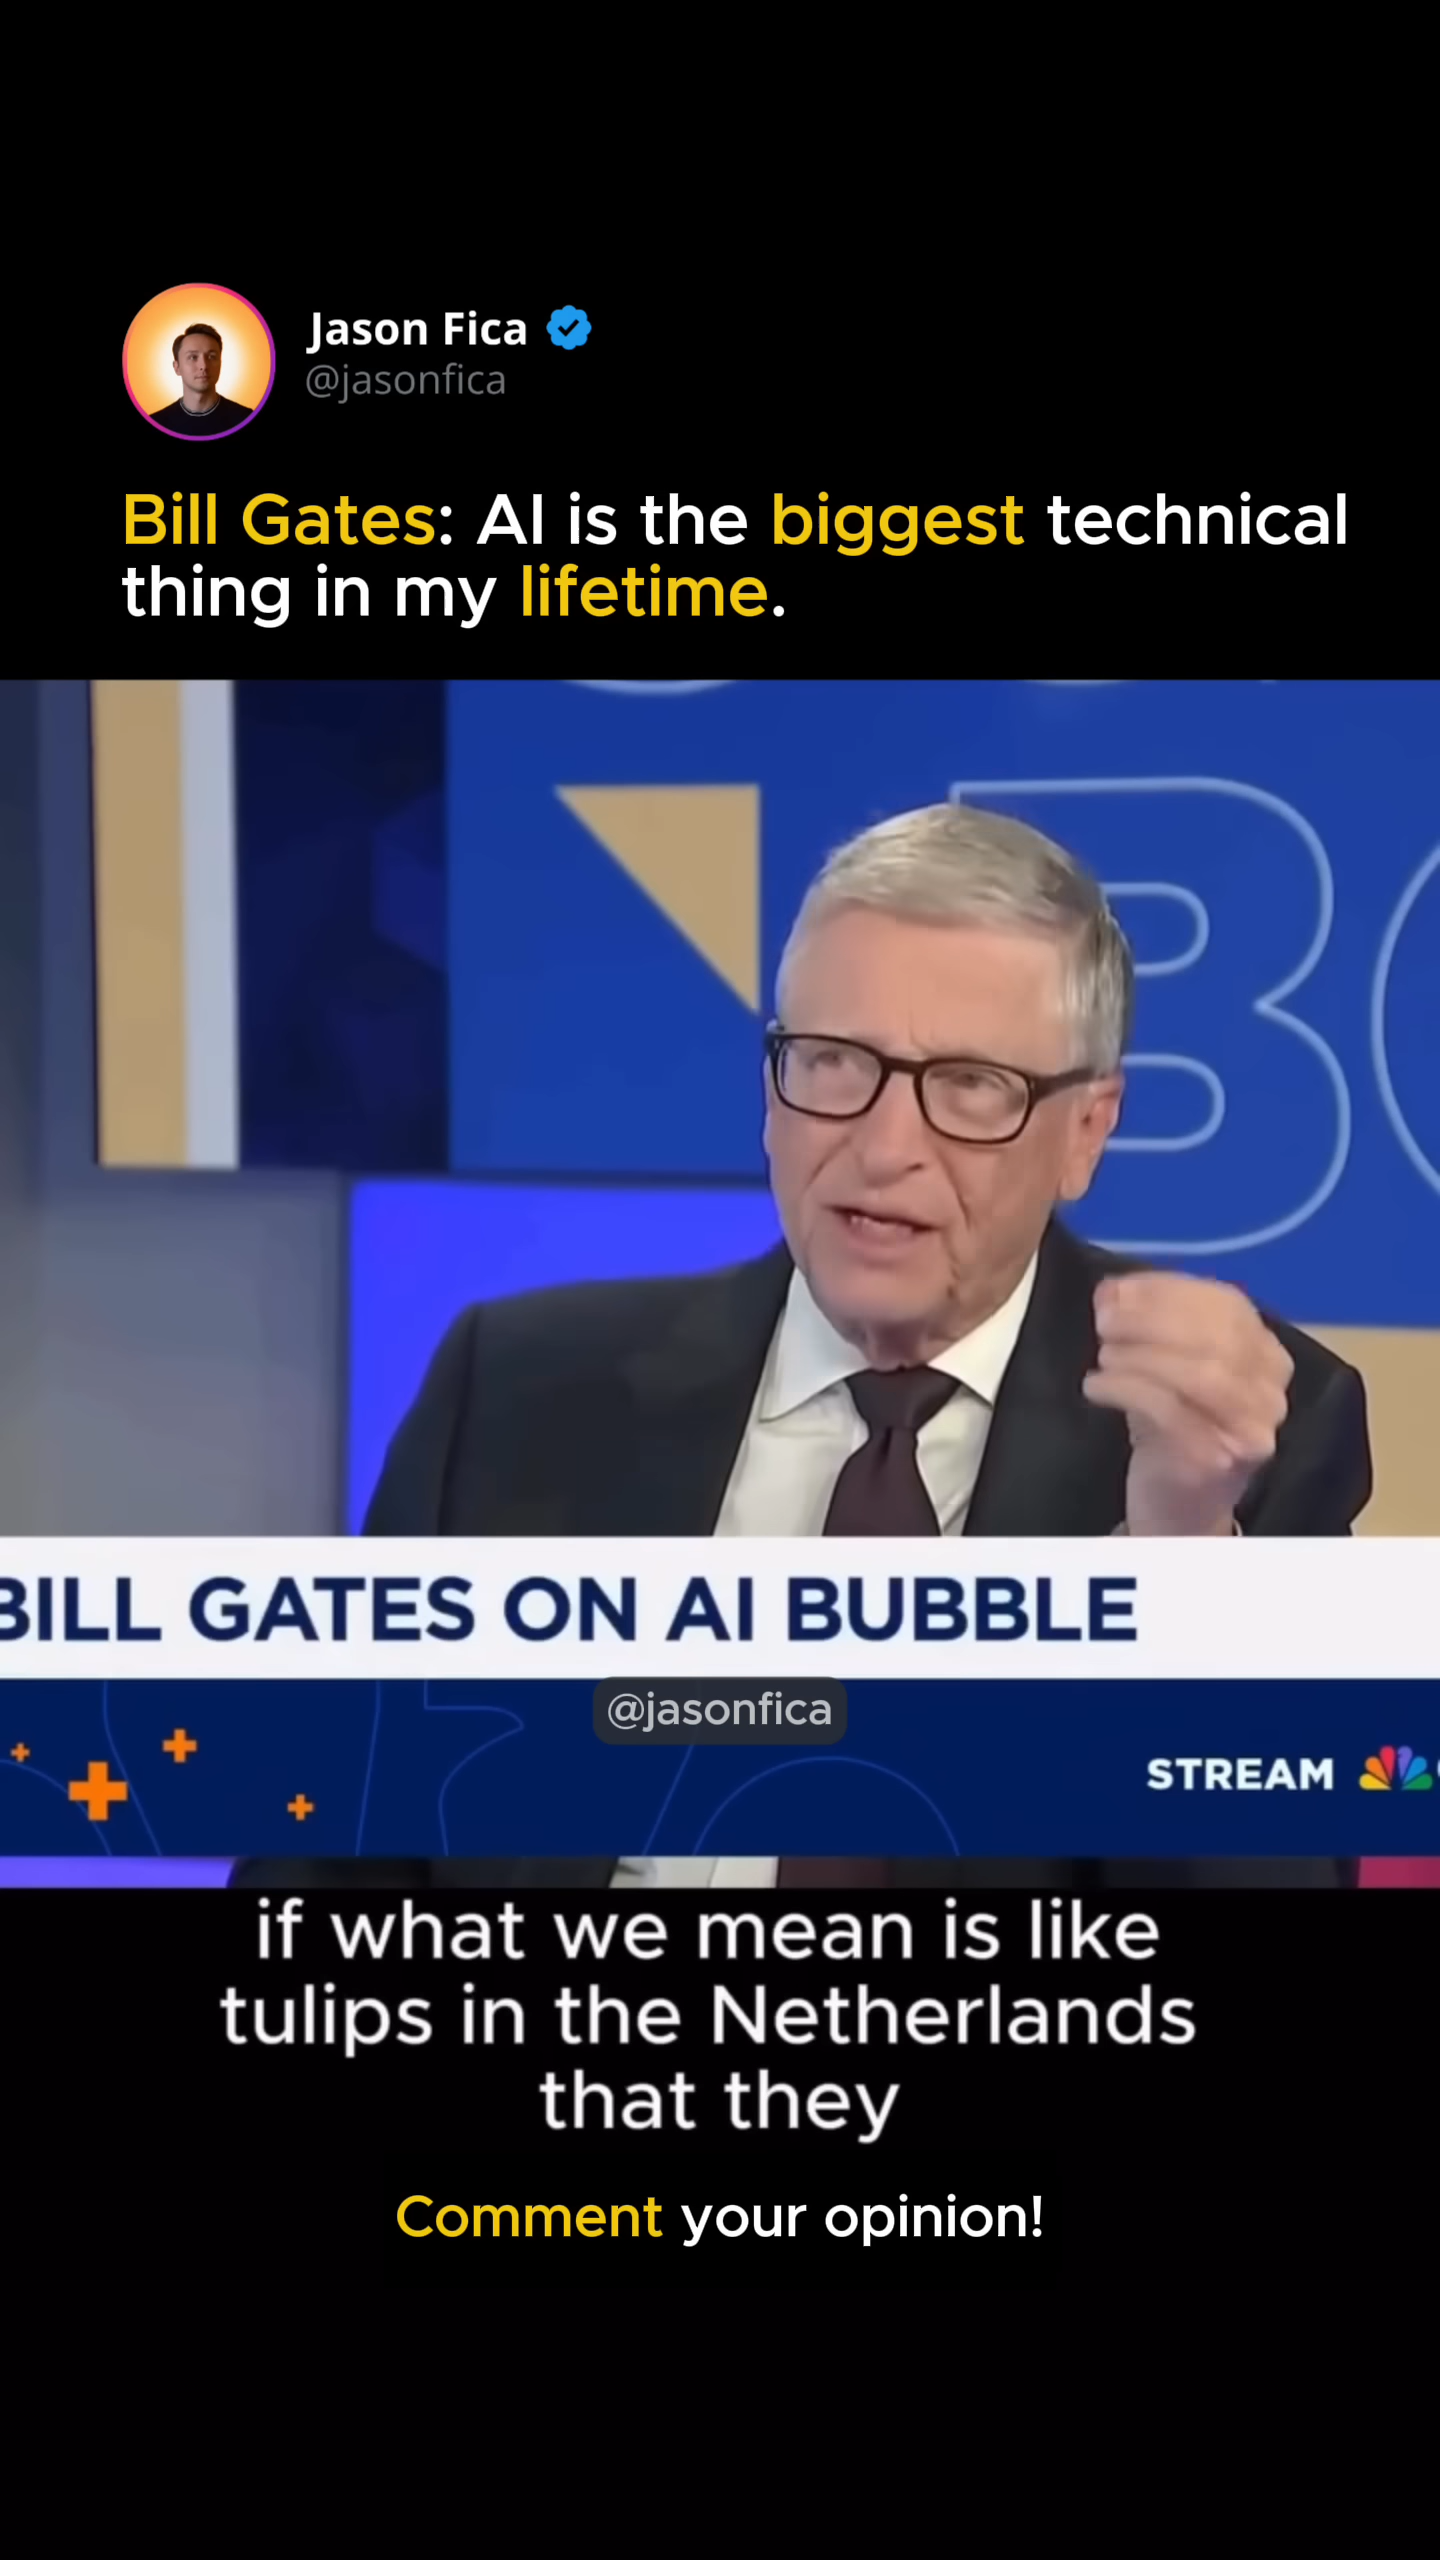 Jason Fica
@jasonfica
Bill Gates: AI is the biggest technical
thing in my lifetime.
BILL GATES ON AI BUBBLE
@jasonfica
STREAM
if what we mean is like
tulips in the Netherlands
that they
Comment your opinion!